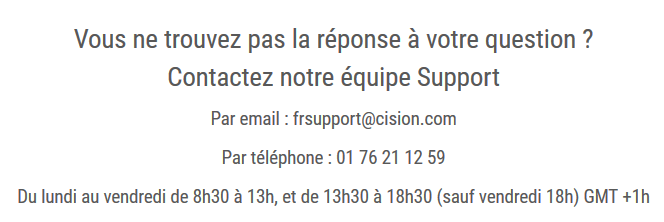 Vous ne trouvez pas la réponse à votre question ?
Contactez notre équipe Support
Par email : frsupport@cision.com
Par téléphone : 01 76 21 12 59
Du lundi au vendredi de 8h30 à 13h, et de 13h30 à 18h30 (sauf vendredi 18h) GMT +1h